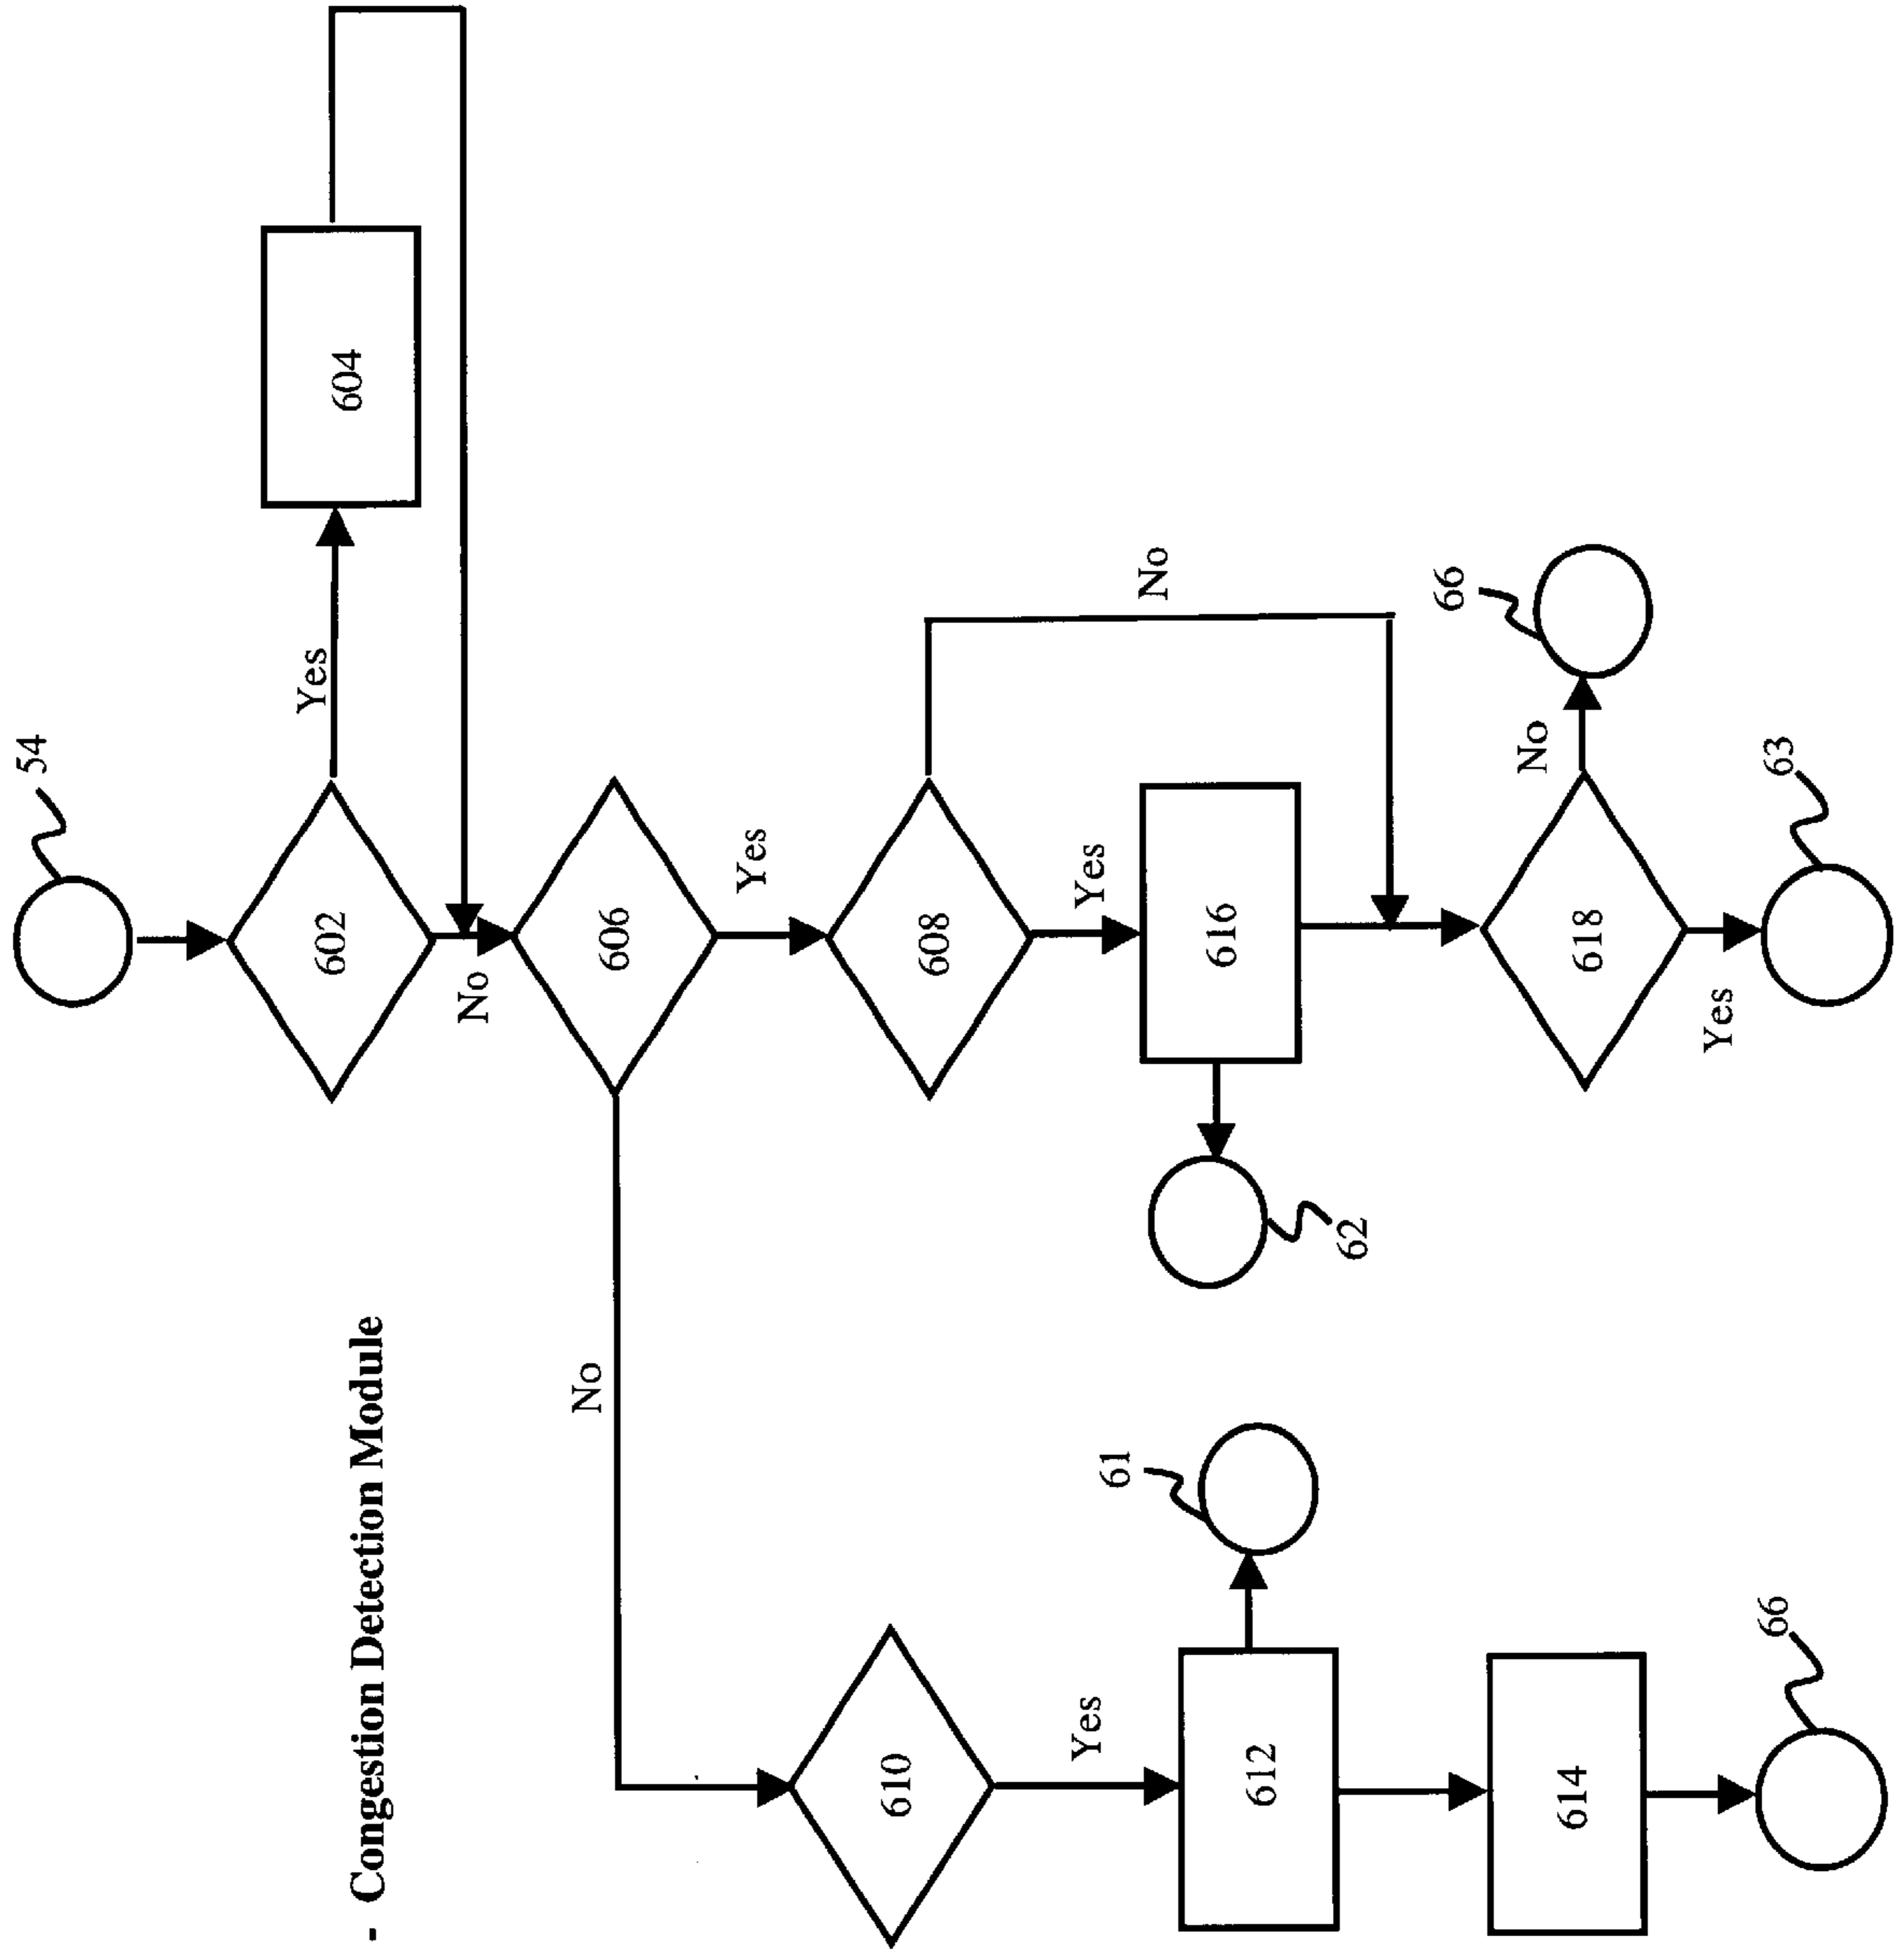 - Congestion Detection Module
54
602
Yes
604
No
606
No
Yes
608
No
Yes
616
62
618
No
66
Yes
63
610
Yes
612
61
614
66